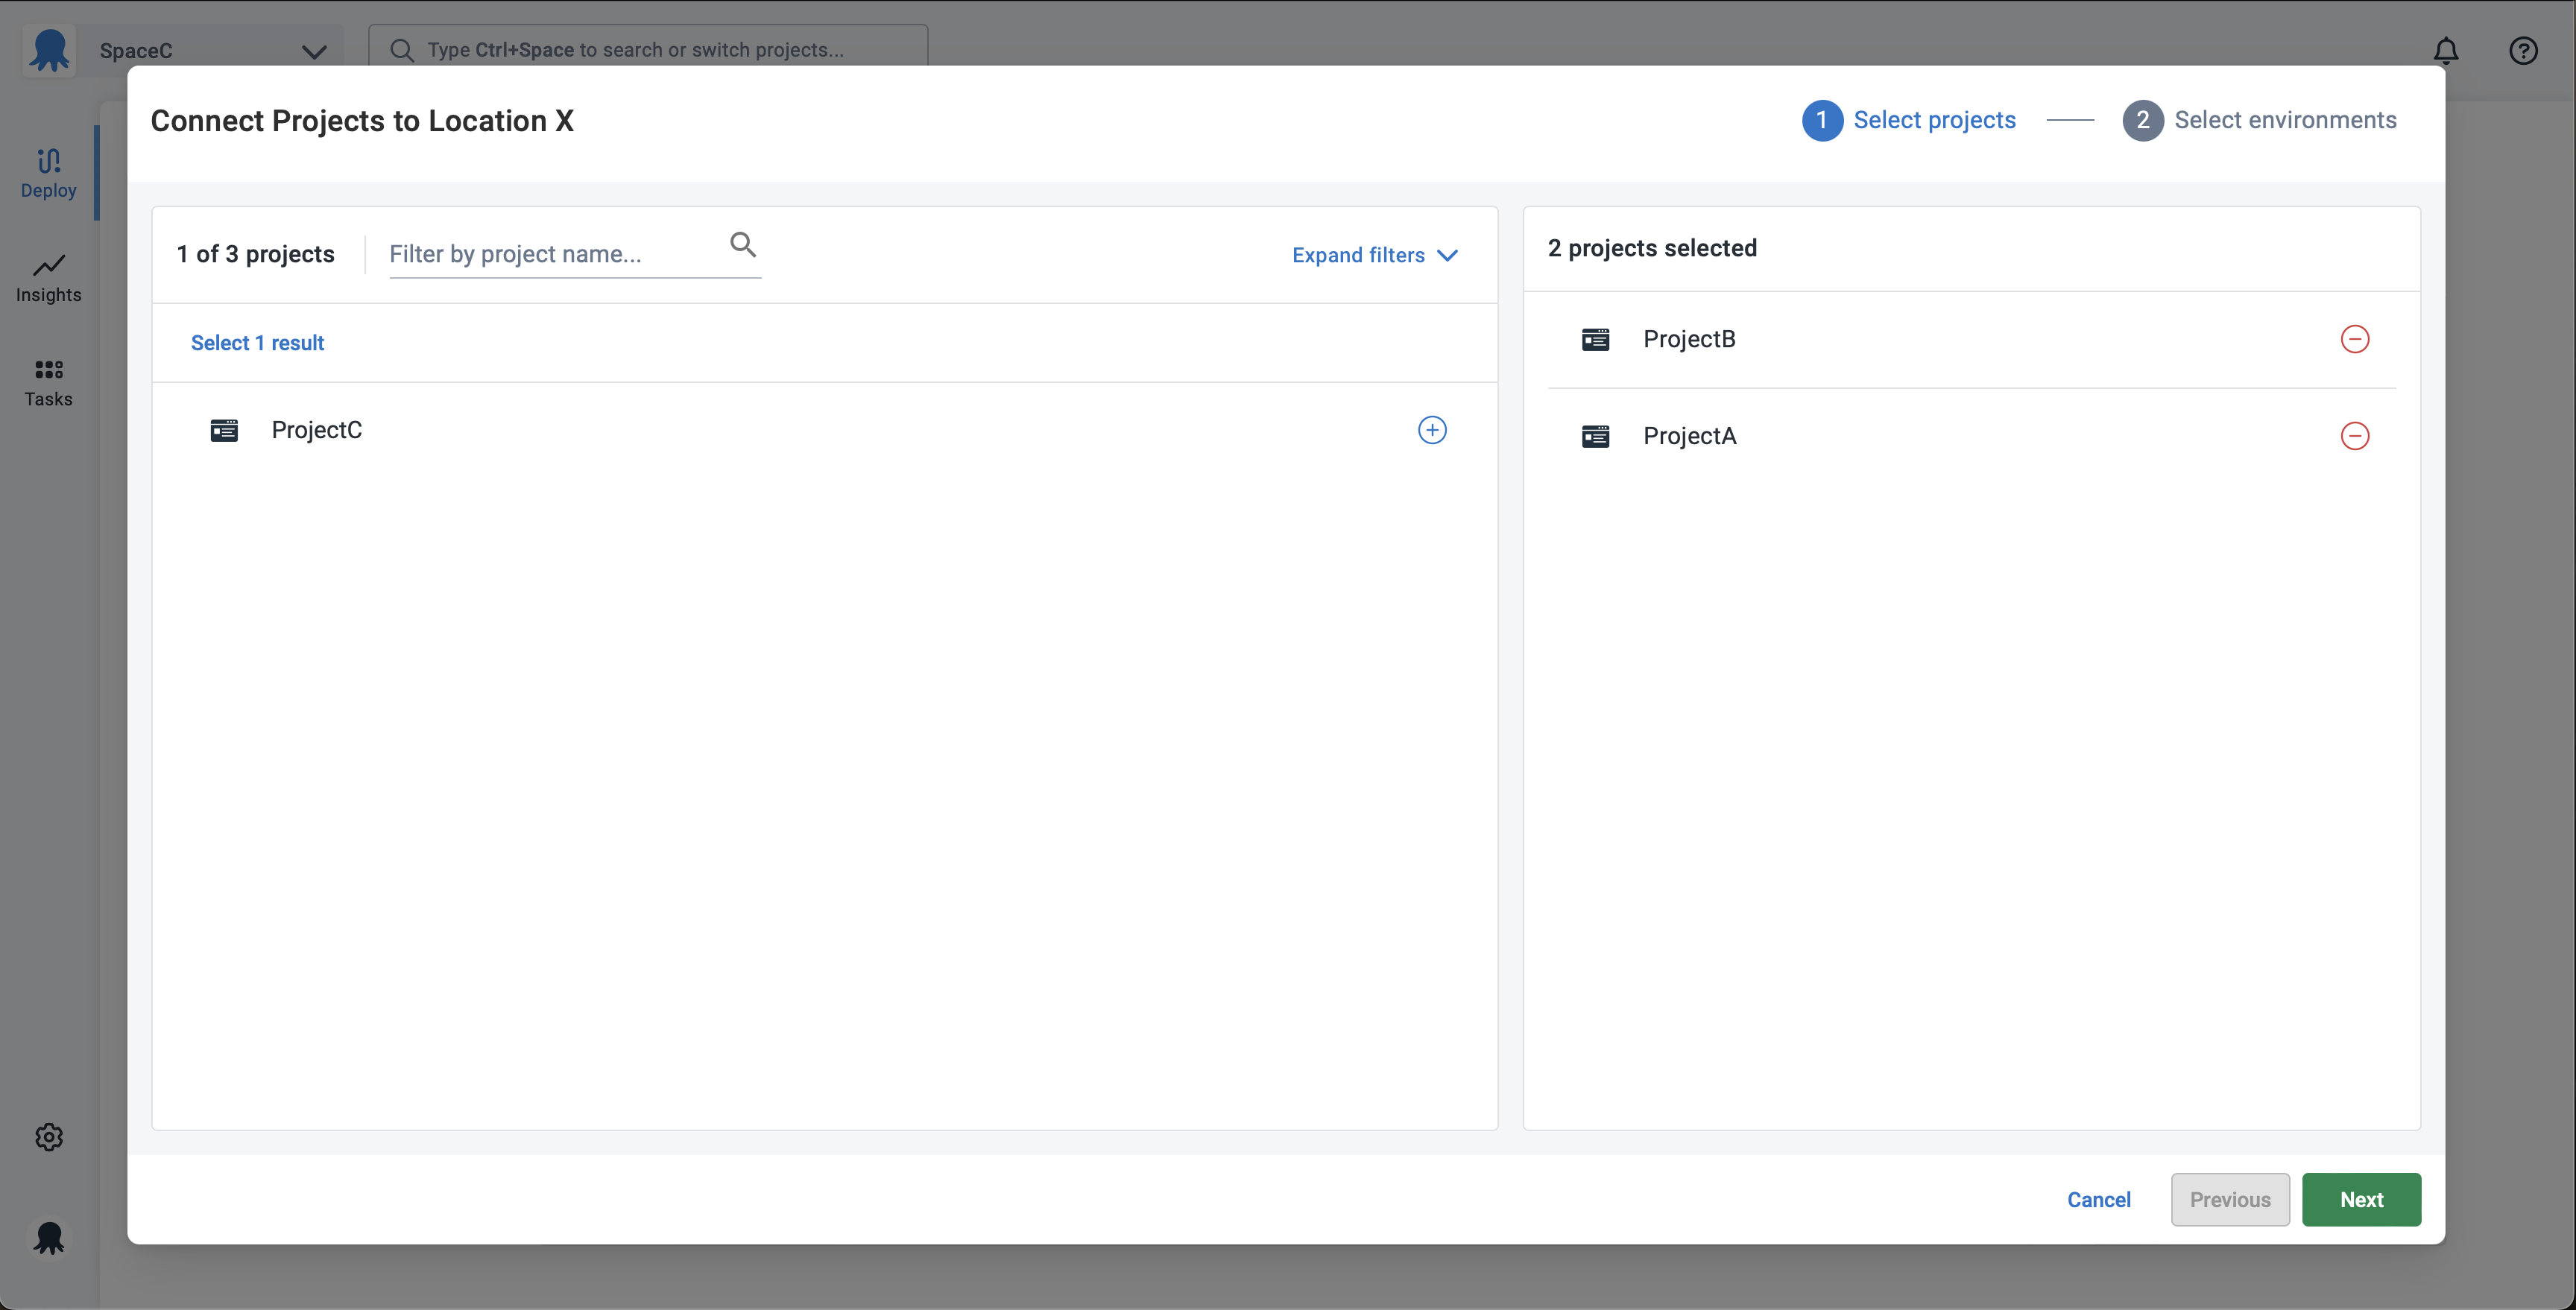 SpaceC
Type Ctrl+Space to search or switch projects...
Deploy
Insights
Tasks
Connect Projects to Location X
1 Select projects
2 Select environments
1 of 3 projects
Filter by project name...
Expand filters
Select 1 result
ProjectC
2 projects selected
ProjectB
ProjectA
Cancel
Previous
Next